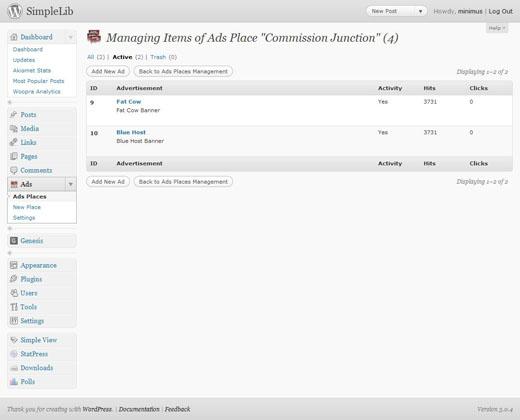 SimpleLib
New Post
Howdy, minimus | Log Out
Help
Managing Items of Ads Place "Commission Junction" (4)
All (2) | Active (2) | Trash (0)
Add New Ad
Back to Ads Places Management
Displaying 1–2 of 2
ID Advertisement Activity Hits Clicks
9 Fat Cow Yes 3731 0
Fat Cow Banner
10 Blue Host Yes 3731 0
Blue Host Banner
ID Advertisement Activity Hits Clicks
Add New Ad
Back to Ads Places Management
Displaying 1–2 of 2
Dashboard
Dashboard
Updates
Akismet Stats
Most Popular Posts
Woopra Analytics
Posts
Media
Links
Pages
Comments
Ads
Ads Places
New Place
Settings
Genesis
Appearance
Plugins
Users
Tools
Settings
Simple View
StatPress
Downloads
Polls
Thank you for creating with WordPress. | Documentation | Feedback
Version 3.0.4